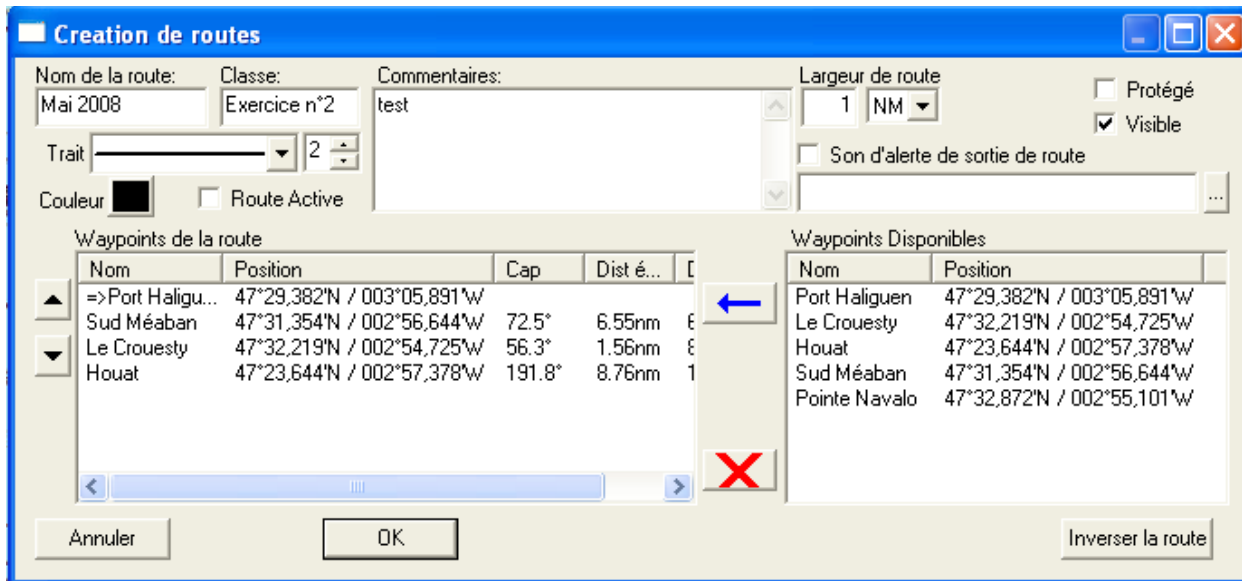 Creation de routes
Nom de la route: Classe: Commentaires: Largeur de route
Mai 2008 Exercice n°2 test 1 NM Protégé
Visible
Trait 2 Son d'alerte de sortie de route
Couleur Route Active ...
Waypoints de la route Waypoints Disponibles
Nom Position Cap Dist é... D Nom Position
=>Port Haligu... 47°29,382'N / 003°05,891'W Port Haliguen 47°29,382'N / 003°05,891'W
Sud Méaban 47°31,354'N / 002°56,644'W 72.5° 6.55nm 6 Le Crouesty 47°32,219'N / 002°54,725'W
Le Crouesty 47°32,219'N / 002°54,725'W 56.3° 1.56nm 8 Houat 47°23,644'N / 002°57,378'W
Houat 47°23,644'N / 002°57,378'W 191.8° 8.76nm 1 Sud Méaban 47°31,354'N / 002°56,644'W
Pointe Navalo 47°32,872'N / 002°55,101'W
Annuler OK Inverser la route